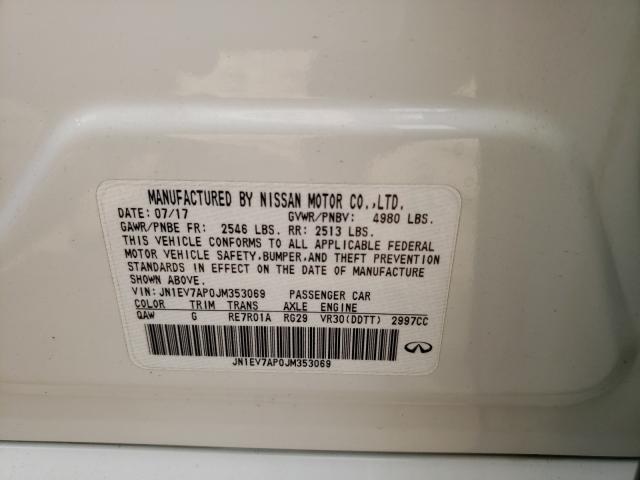 MANUFACTURED BY NISSAN MOTOR CO.,LTD.
DATE: 07/17 GVWR/PNBV: 4980 LBS.
GAWR/PNBE FR: 2546 LBS. RR: 2513 LBS.
THIS VEHICLE CONFORMS TO ALL APPLICABLE FEDERAL
MOTOR VEHICLE SAFETY,BUMPER,AND THEFT PREVENTION
STANDARDS IN EFFECT ON THE DATE OF MANUFACTURE
SHOWN ABOVE.
VIN: JN1EV7AP0JM353069 PASSENGER CAR
COLOR TRIM TRANS AXLE ENGINE
QAW G RE7R01A RG29 VR30(DDTT) 2997CC
JN1EV7AP0JM353069